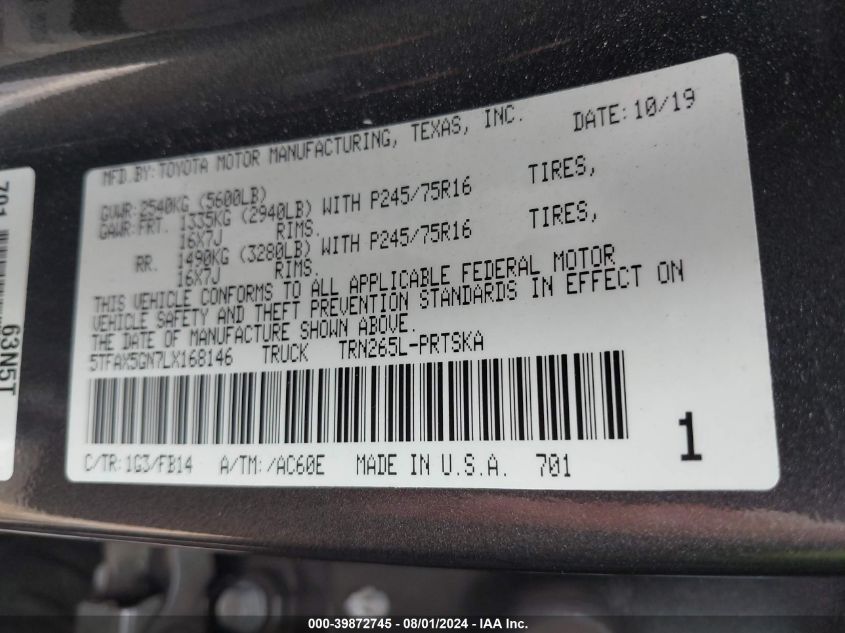 MFD.BY:TOYOTA MOTOR MANUFACTURING, TEXAS, INC. DATE:10/19
GVWR:2540KG (5600LB)
GAWR:FRT. 1335KG (2940LB) WITH P245/75R16 TIRES,
16X7J RIMS.
RR. 1490KG (3280LB) WITH P245/75R16 TIRES,
16X7J RIMS.
THIS VEHICLE CONFORMS TO ALL APPLICABLE FEDERAL MOTOR
VEHICLE SAFETY AND THEFT PREVENTION STANDARDS IN EFFECT ON
THE DATE OF MANUFACTURE SHOWN ABOVE.
5TFAX5GN7LX168146 TRUCK TRN265L-PRTSKA
C/TR:1G3/FB14 A/TM:/AC60E MADE IN U.S.A. 701
1
701
63N5T
000-39872745 - 08/01/2024 - IAA Inc.